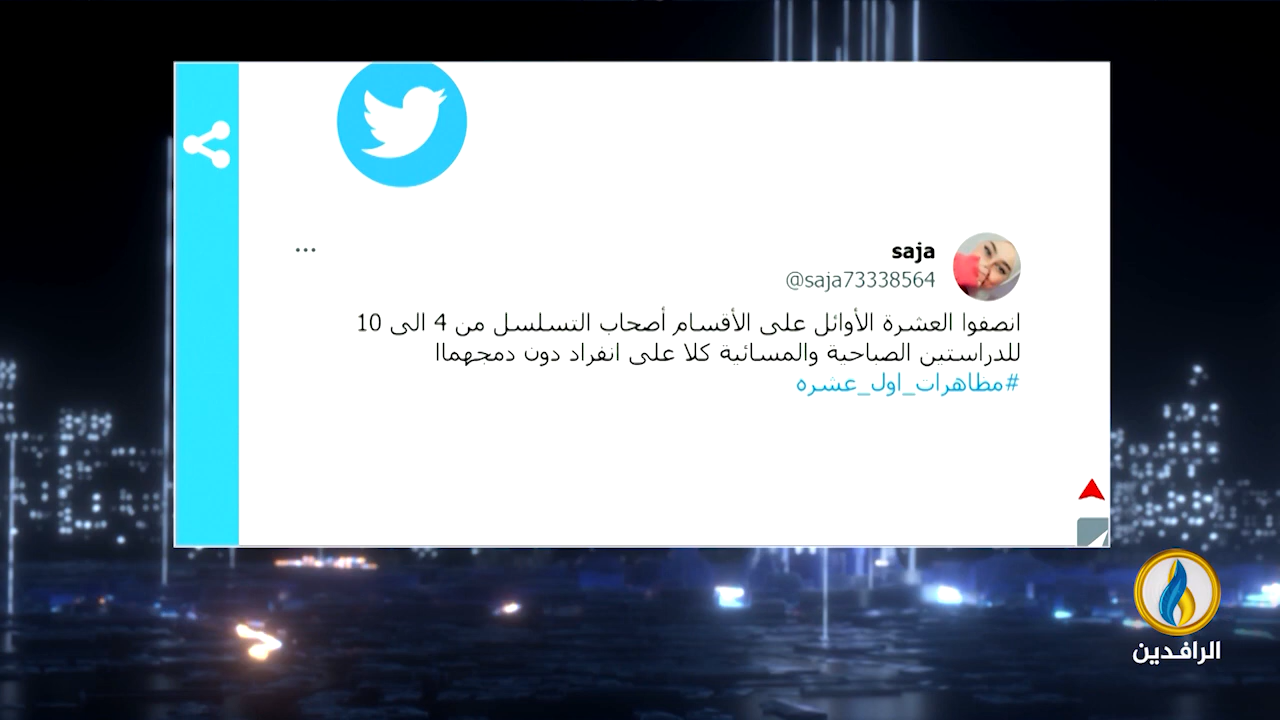 saja
@saja73338564
انصفوا العشرة الأوائل على الأقسام أصحاب التسلسل من 4 الى 10
للدراستين الصباحية والمسائية كلا على انفراد دون دمجهماا
#مظاهرات_اول_عشره
الرافدين